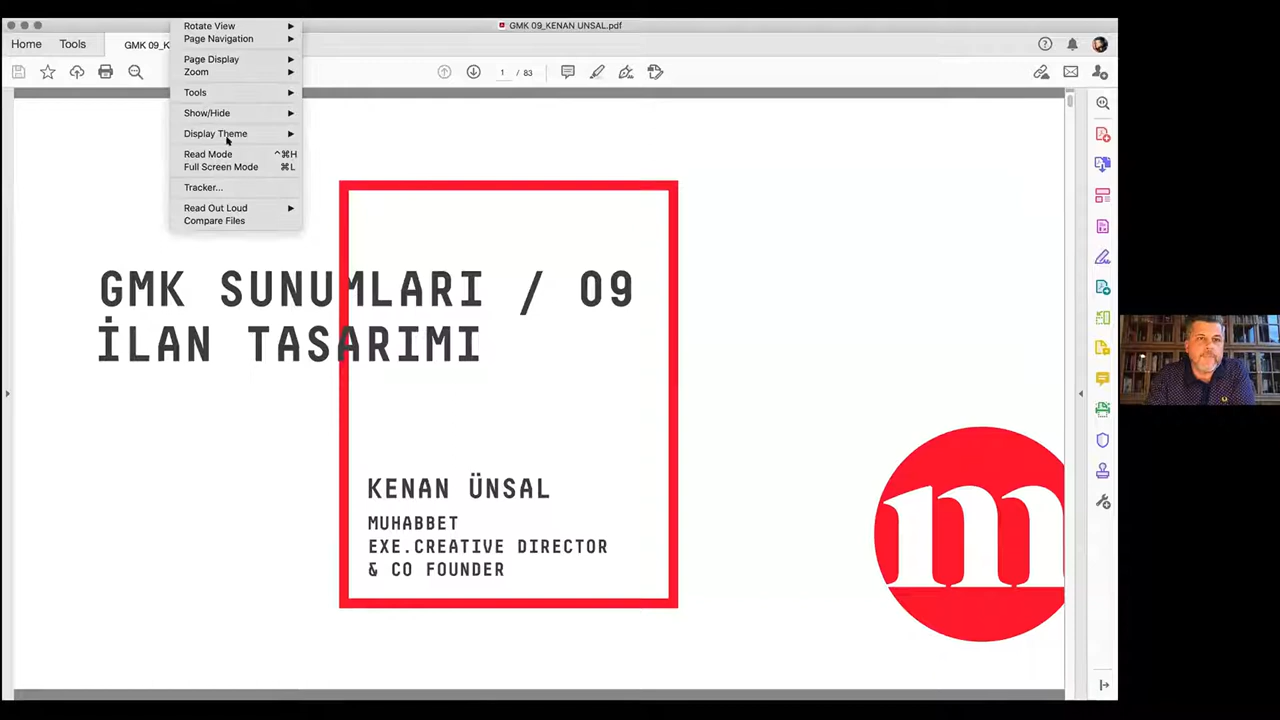 GMK 09_KENAN UNSAL.pdf
Home
Tools
GMK 09_K
1 / 83
Rotate View
Page Navigation
Page Display
Zoom
Tools
Show/Hide
Display Theme
Read Mode ^⌘H
Full Screen Mode ⌘L
Tracker...
Read Out Loud
Compare Files
GMK SUNUMLARI / 09
İLAN TASARIMI
KENAN ÜNSAL
MUHABBET
EXE.CREATIVE DIRECTOR
& CO FOUNDER
m